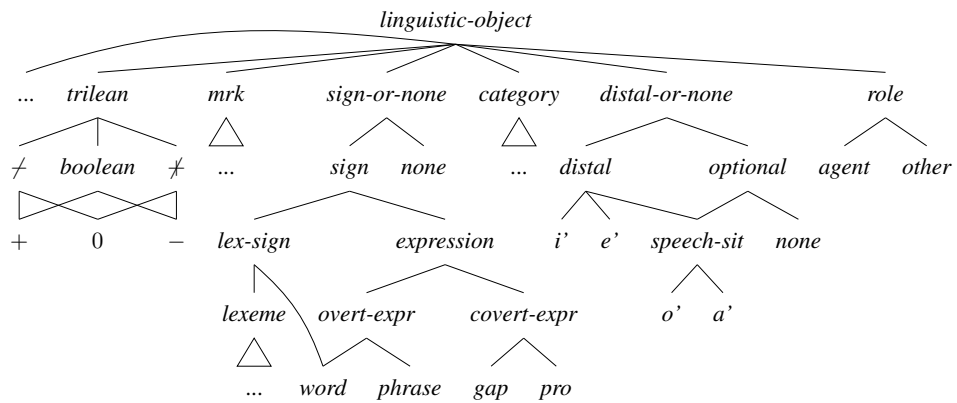 linguistic-object
... trilean mrk sign-or-none category distal-or-none role
≁ boolean ≁ ... sign none ... distal optional agent other
+ 0 − lex-sign expression i’ e’ speech-sit none
lexeme overt-expr covert-expr o’ a’
... word phrase gap pro